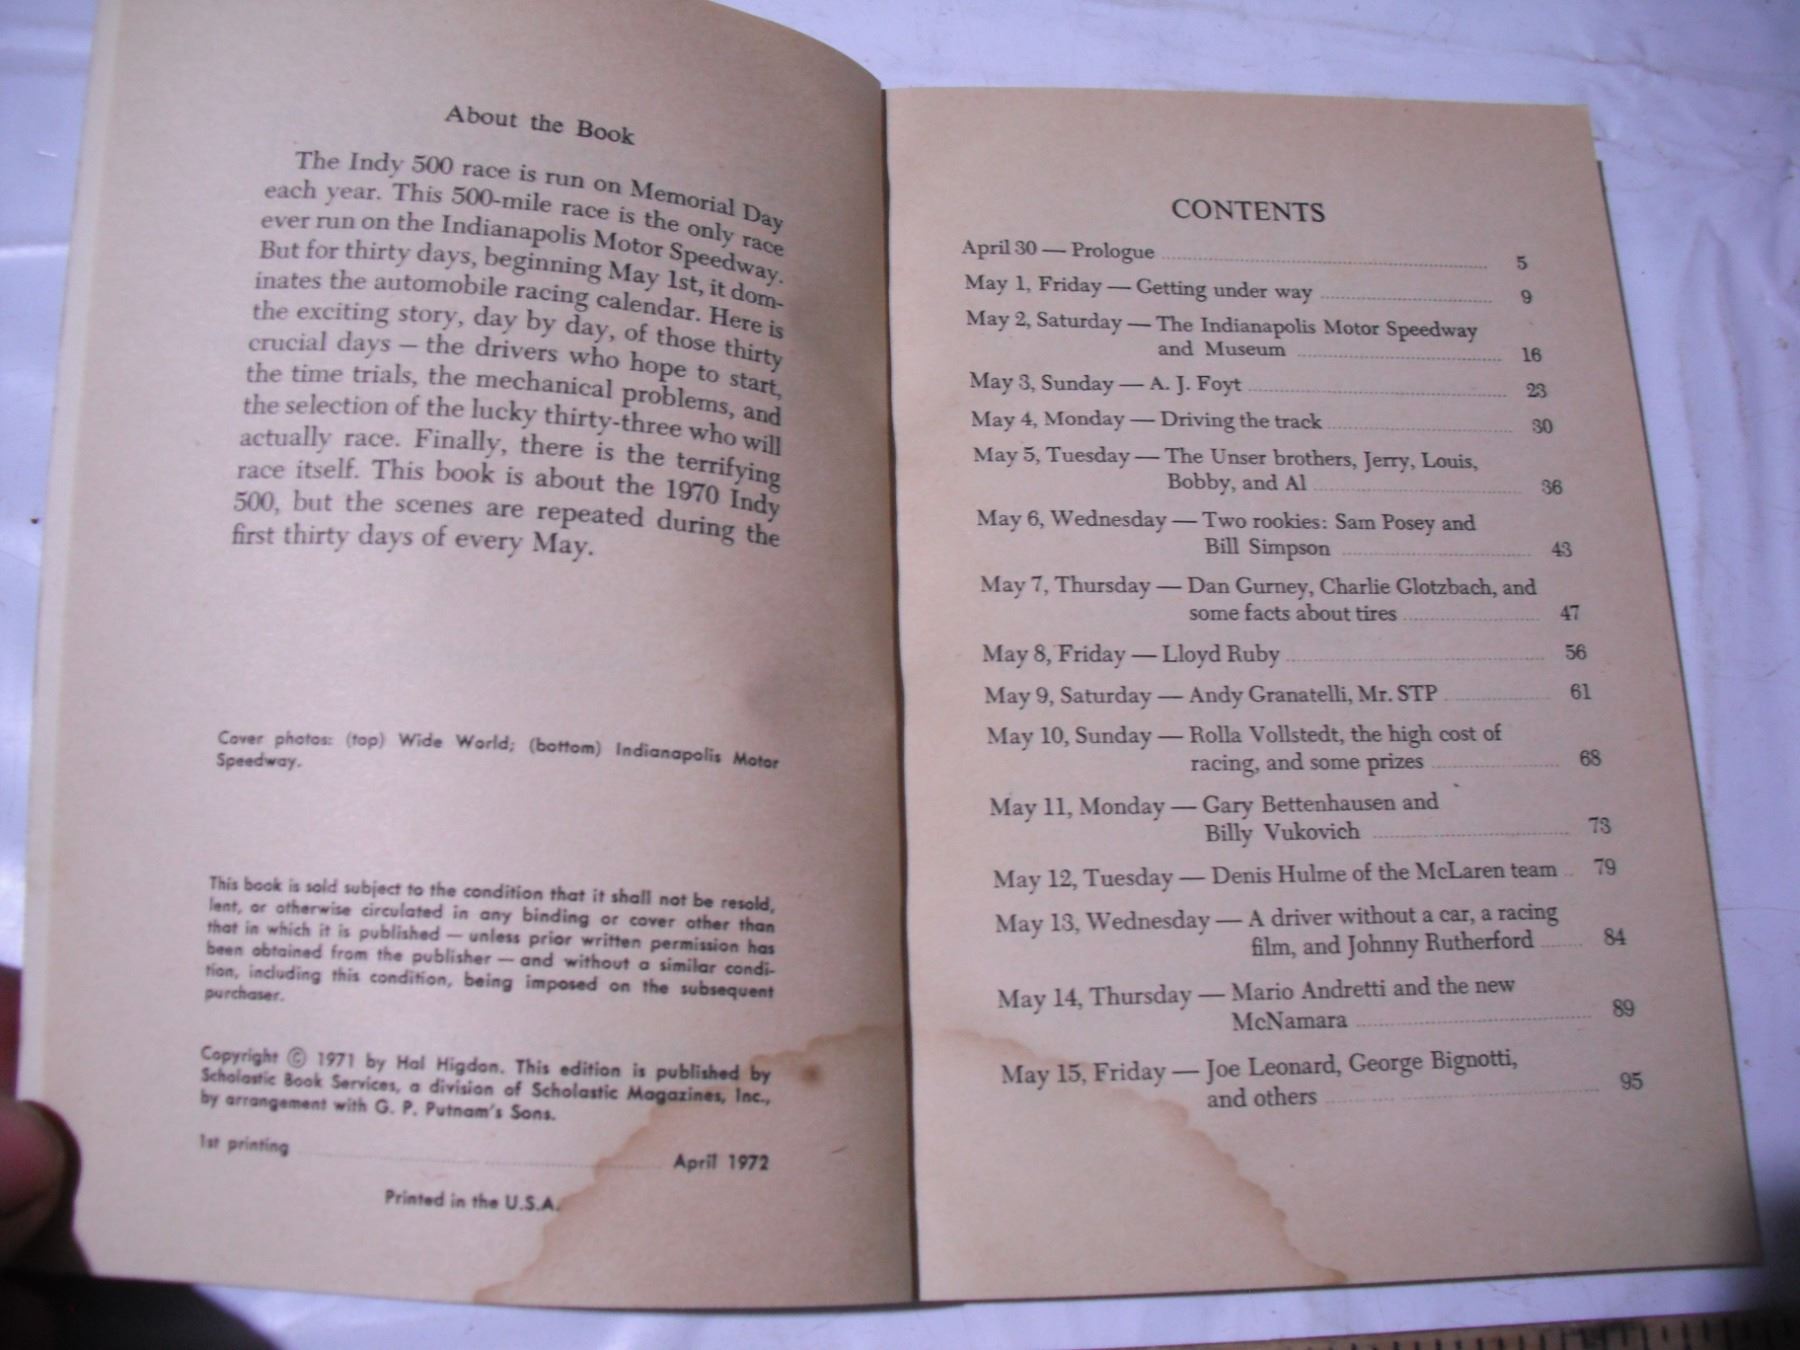 About the Book
The Indy 500 race is run on Memorial Day
each year. This 500-mile race is the only race
ever run on the Indianapolis Motor Speedway.
But for thirty days, beginning May 1st, it dom-
inates the automobile racing calendar. Here is
the exciting story, day by day, of those thirty
crucial days — the drivers who hope to start,
the time trials, the mechanical problems, and
the selection of the lucky thirty-three who will
actually race. Finally, there is the terrifying
race itself. This book is about the 1970 Indy
500, but the scenes are repeated during the
first thirty days of every May.
Cover photos: (top) Wide World; (bottom) Indianapolis Motor
Speedway.
This book is sold subject to the condition that it shall not be resold,
lent, or otherwise circulated in any binding or cover other than
that in which it is published — unless prior written permission has
been obtained from the publisher — and without a similar condi-
tion, including this condition, being imposed on the subsequent
purchaser.
Copyright © 1971 by Hal Higdon. This edition is published by
Scholastic Book Services, a division of Scholastic Magazines, Inc.,
by arrangement with G. P. Putnam's Sons.
1st printing ........ April 1972
Printed in the U.S.A.
CONTENTS
April 30 — Prologue ........ 5
May 1, Friday — Getting under way ........ 9
May 2, Saturday — The Indianapolis Motor Speedway
and Museum ........ 16
May 3, Sunday — A. J. Foyt ........ 23
May 4, Monday — Driving the track ........ 30
May 5, Tuesday — The Unser brothers, Jerry, Louis,
Bobby, and Al ........ 36
May 6, Wednesday — Two rookies: Sam Posey and
Bill Simpson ........ 43
May 7, Thursday — Dan Gurney, Charlie Glotzbach, and
some facts about tires ........ 47
May 8, Friday — Lloyd Ruby ........ 56
May 9, Saturday — Andy Granatelli, Mr. STP ........ 61
May 10, Sunday — Rolla Vollstedt, the high cost of
racing, and some prizes ........ 68
May 11, Monday — Gary Bettenhausen and
Billy Vukovich ........ 73
May 12, Tuesday — Denis Hulme of the McLaren team .. 79
May 13, Wednesday — A driver without a car, a racing
film, and Johnny Rutherford ........ 84
May 14, Thursday — Mario Andretti and the new
McNamara ........ 89
May 15, Friday — Joe Leonard, George Bignotti,
and others ........ 95